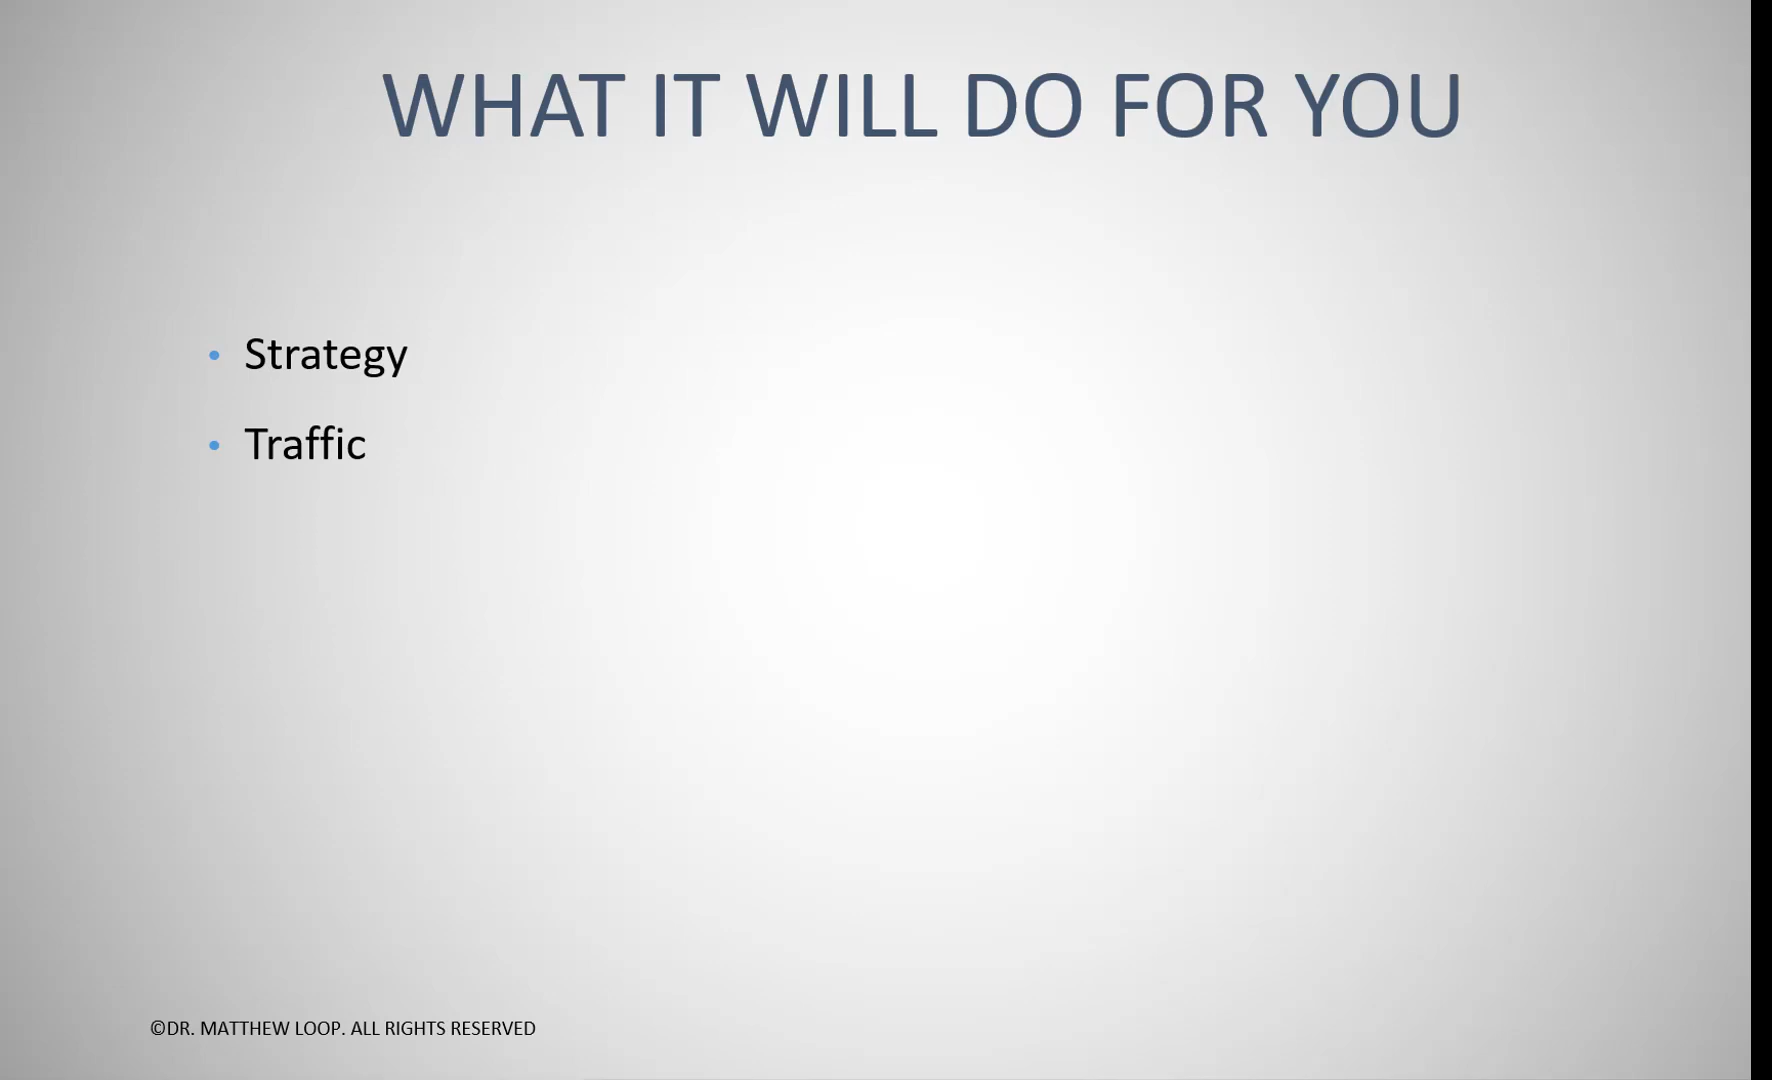 WHAT IT WILL DO FOR YOU
• Strategy
• Traffic
©DR. MATTHEW LOOP. ALL RIGHTS RESERVED